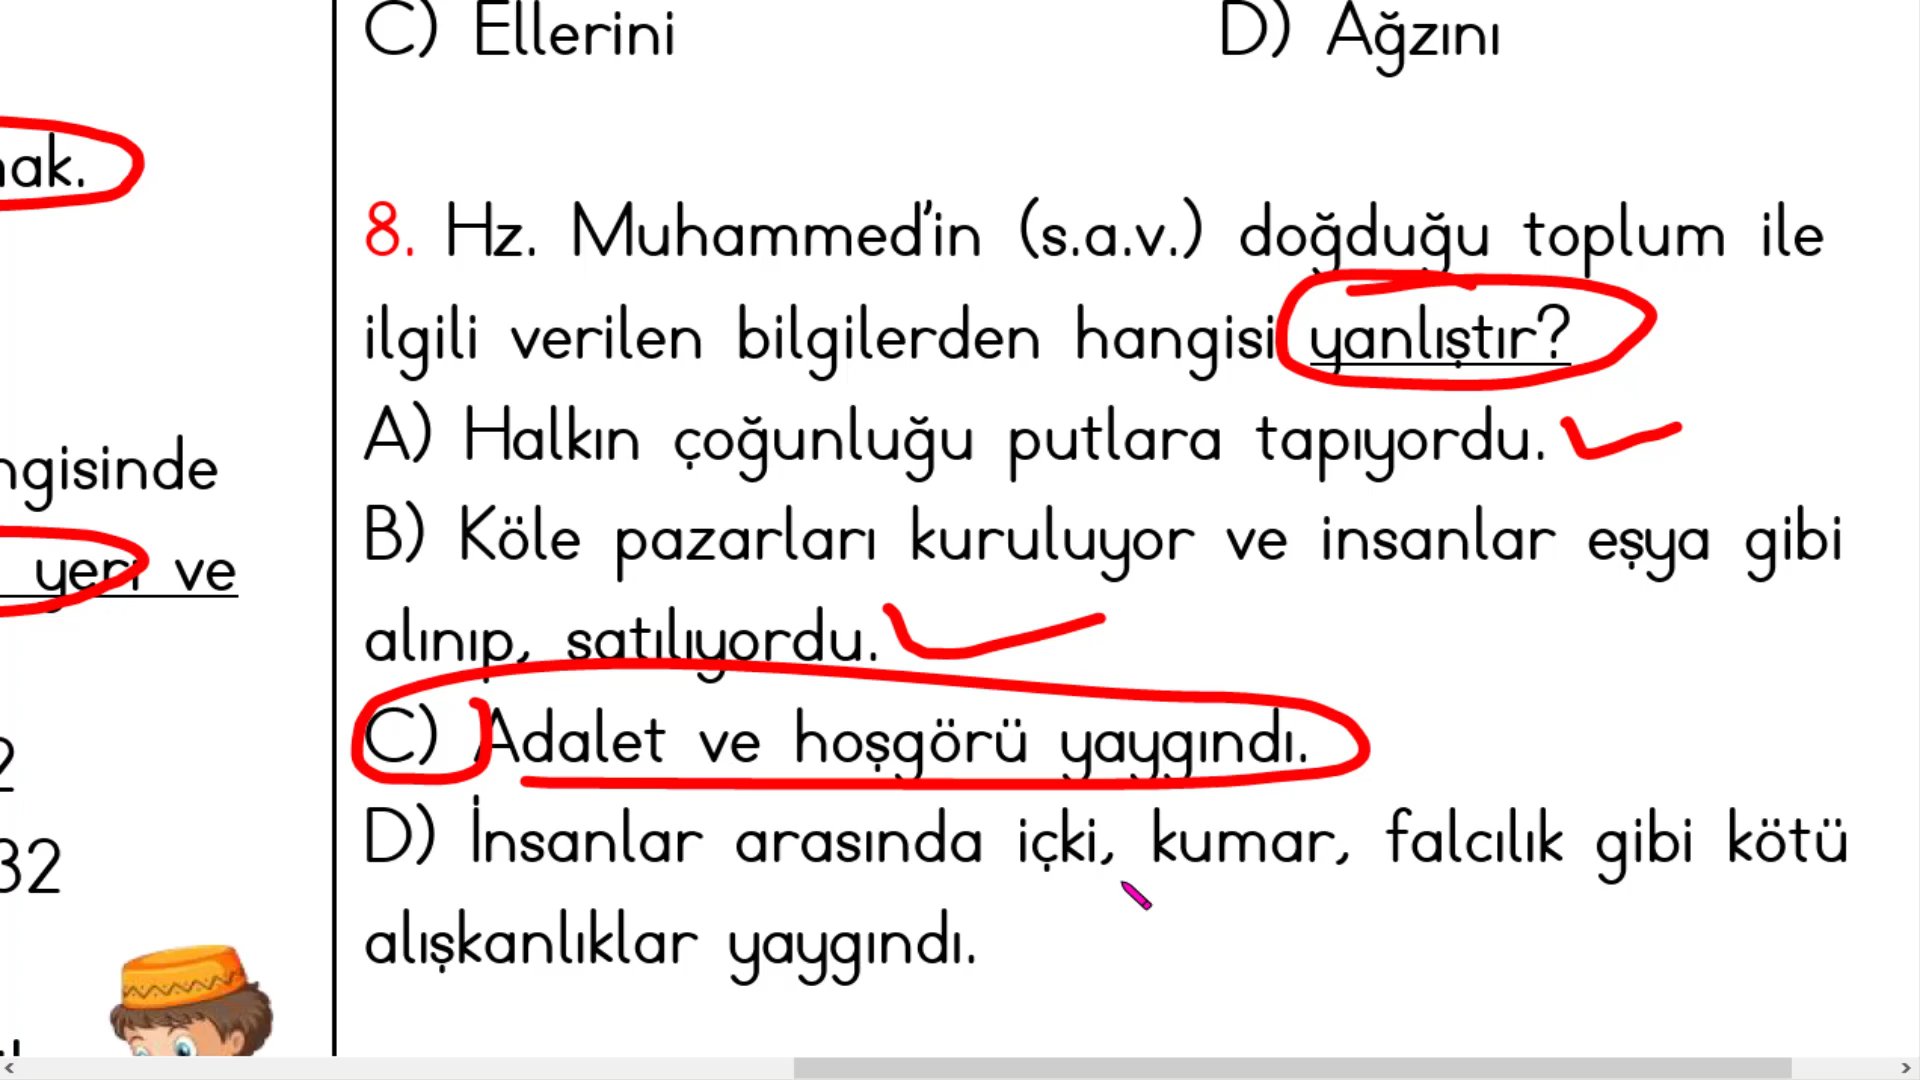 C) Ellerini
D) Ağzını
ak.
8. Hz. Muhammed'in (s.a.v.) doğduğu toplum ile
ilgili verilen bilgilerden hangisi yanlıştır?
A) Halkın çoğunluğu putlara tapıyordu.
B) Köle pazarları kuruluyor ve insanlar eşya gibi
alınıp, satılıyordu.
C) Adalet ve hoşgörü yaygındı.
D) İnsanlar arasında içki, kumar, falcılık gibi kötü
alışkanlıklar yaygındı.
ngisinde
yeri ve
2
32